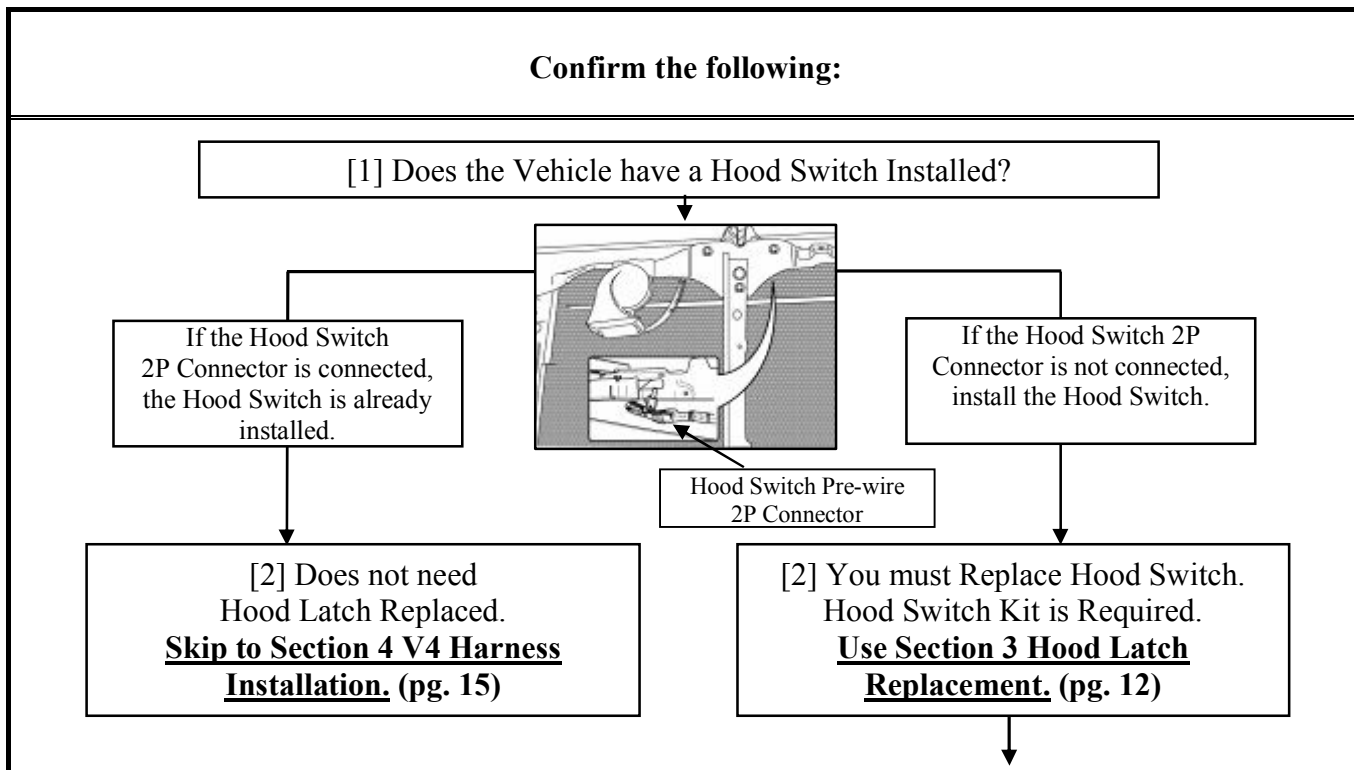 Confirm the following:
[1] Does the Vehicle have a Hood Switch Installed?
If the Hood Switch
2P Connector is connected,
the Hood Switch is already
installed.
If the Hood Switch 2P
Connector is not connected,
install the Hood Switch.
Hood Switch Pre-wire
2P Connector
[2] Does not need
Hood Latch Replaced.
Skip to Section 4 V4 Harness
Installation. (pg. 15)
[2] You must Replace Hood Switch.
Hood Switch Kit is Required.
Use Section 3 Hood Latch
Replacement. (pg. 12)